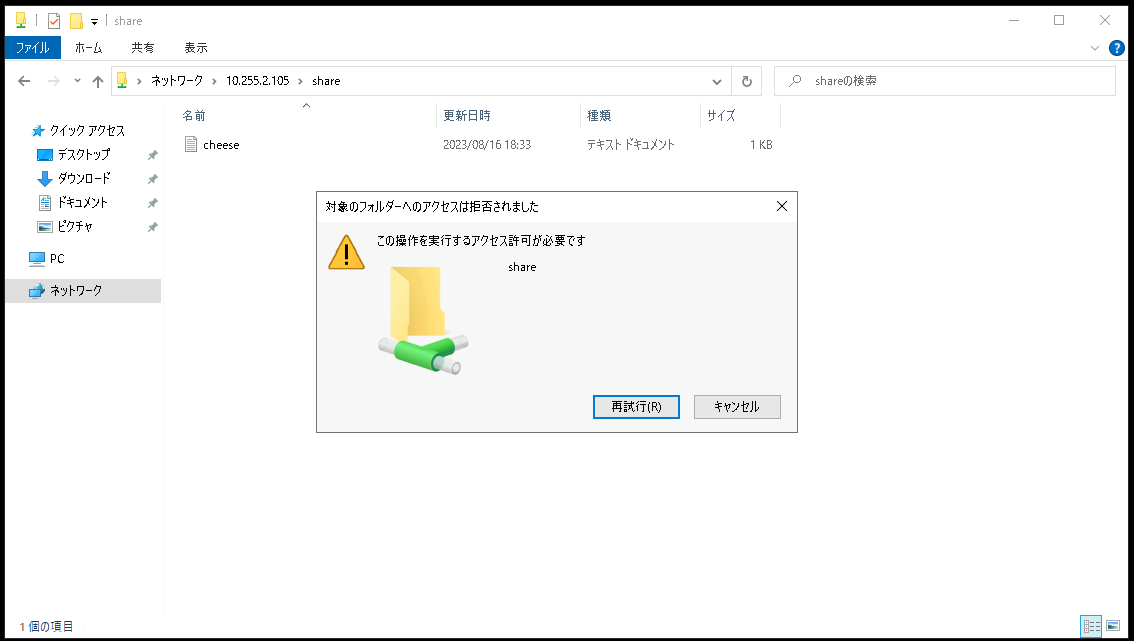 share
ファイル ホーム 共有 表示
ネットワーク 10.255.2.105 share
shareの検索
名前 更新日時 種類 サイズ
cheese 2023/08/16 18:33 テキスト ドキュメント 1 KB
クイック アクセス
デスクトップ
ダウンロード
ドキュメント
ピクチャ
PC
ネットワーク
対象のフォルダーへのアクセスは拒否されました
この操作を実行するアクセス許可が必要です
share
再試行(R) キャンセル
1 個の項目